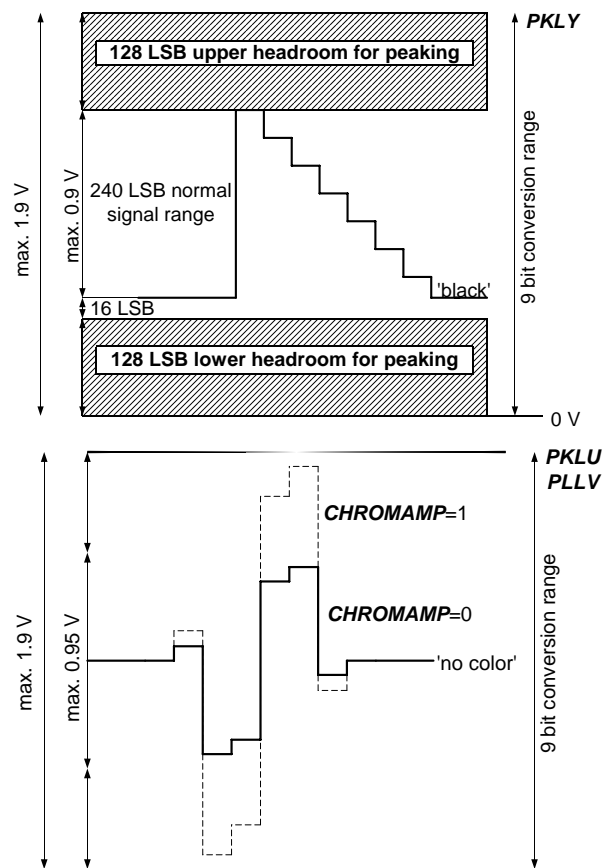 PKLY
128 LSB upper headroom for peaking
max. 1.9 V
max. 0.9 V
240 LSB normal
signal range
9 bit conversion range
'black'
16 LSB
128 LSB lower headroom for peaking
0 V
PKLU
PLLV
CHROMAMP=1
max. 1.9 V
max. 0.95 V
CHROMAMP=0
'no color'
9 bit conversion range